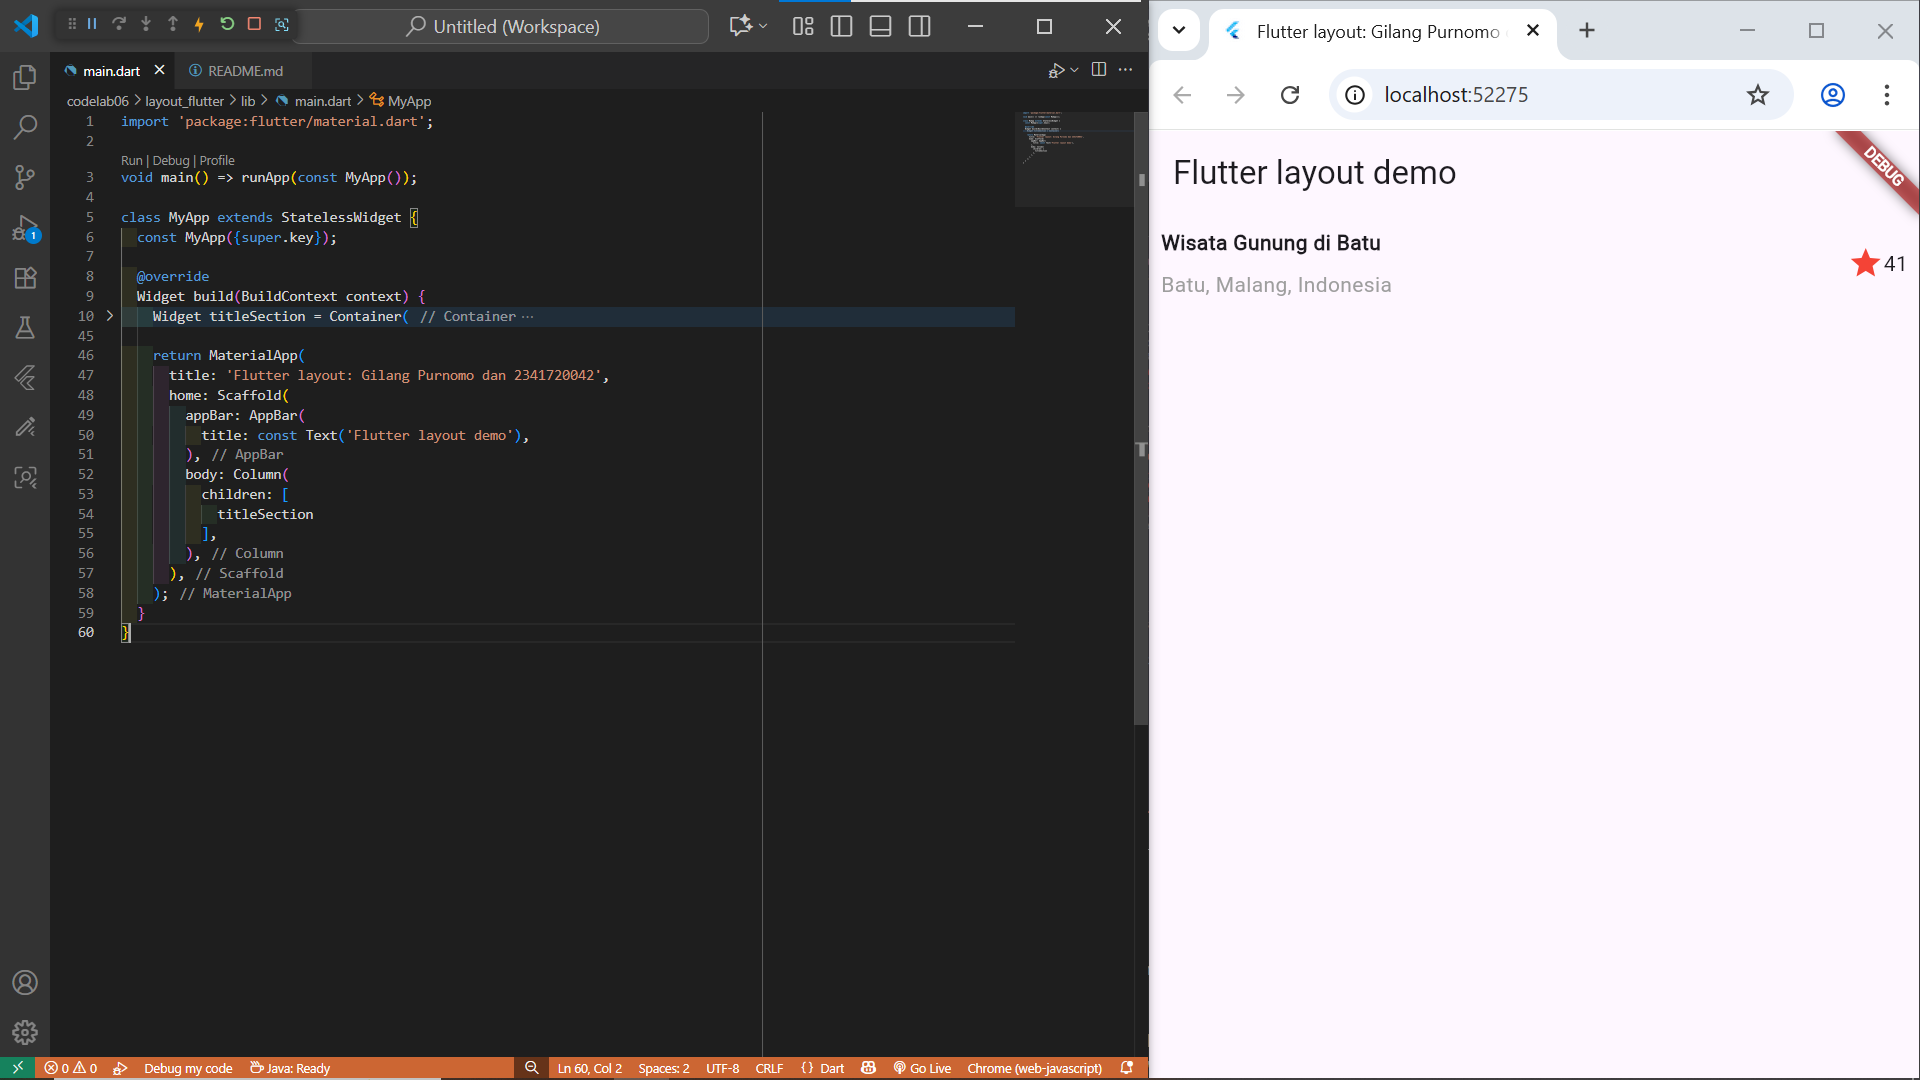 Untitled (Workspace)
main.dart
README.md
codelab06 > layout_flutter > lib > main.dart > MyApp
1 import 'package:flutter/material.dart';
2
Run | Debug | Profile
3 void main() => runApp(const MyApp());
4
5 class MyApp extends StatelessWidget {
6 const MyApp({super.key});
7
8 @override
9 Widget build(BuildContext context) {
10 Widget titleSection = Container( // Container ···
45
46 return MaterialApp(
47 title: 'Flutter layout: Gilang Purnomo dan 2341720042',
48 home: Scaffold(
49 appBar: AppBar(
50 title: const Text('Flutter layout demo'),
51 ), // AppBar
52 body: Column(
53 children: [
54 titleSection
55 ],
56 ), // Column
57 ), // Scaffold
58 ); // MaterialApp
59 }
60 }
1
0 0 Debug my code Java: Ready Ln 60, Col 2 Spaces: 2 UTF-8 CRLF {} Dart Go Live Chrome (web-javascript)
Flutter layout: Gilang Purnomo
localhost:52275
Flutter layout demo
DEBUG
Wisata Gunung di Batu
Batu, Malang, Indonesia
41